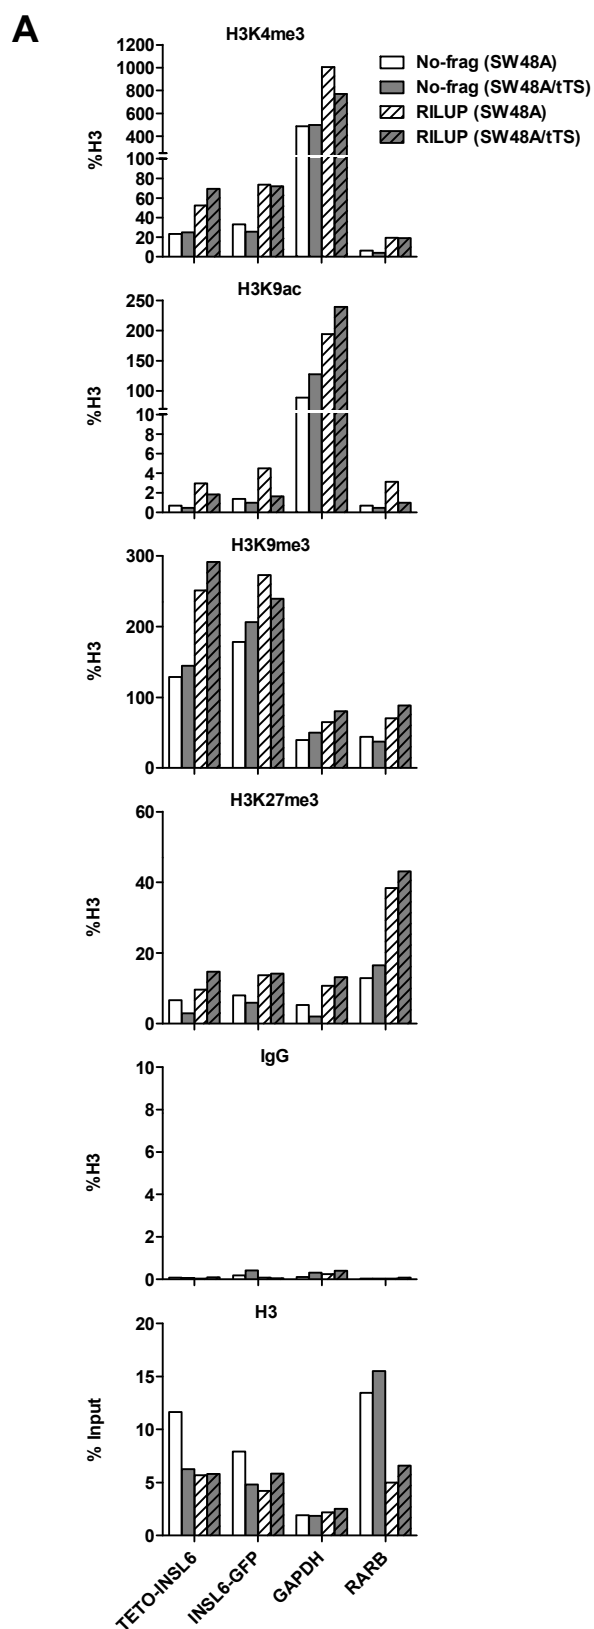 A
H3K4me3
No-frag (SW48A)
No-frag (SW48A/tTS)
RILUP (SW48A)
RILUP (SW48A/tTS)
%H3
1200
1000
800
600
400
100
80
60
40
20
0
H3K9ac
%H3
250
200
150
100
10
8
6
4
2
0
H3K9me3
%H3
300
200
100
0
H3K27me3
%H3
60
40
20
0
IgG
%H3
10
8
6
4
2
0
H3
% Input
20
15
10
5
0
TETO-INSL6
INSL6-GFP
GAPDH
RARB